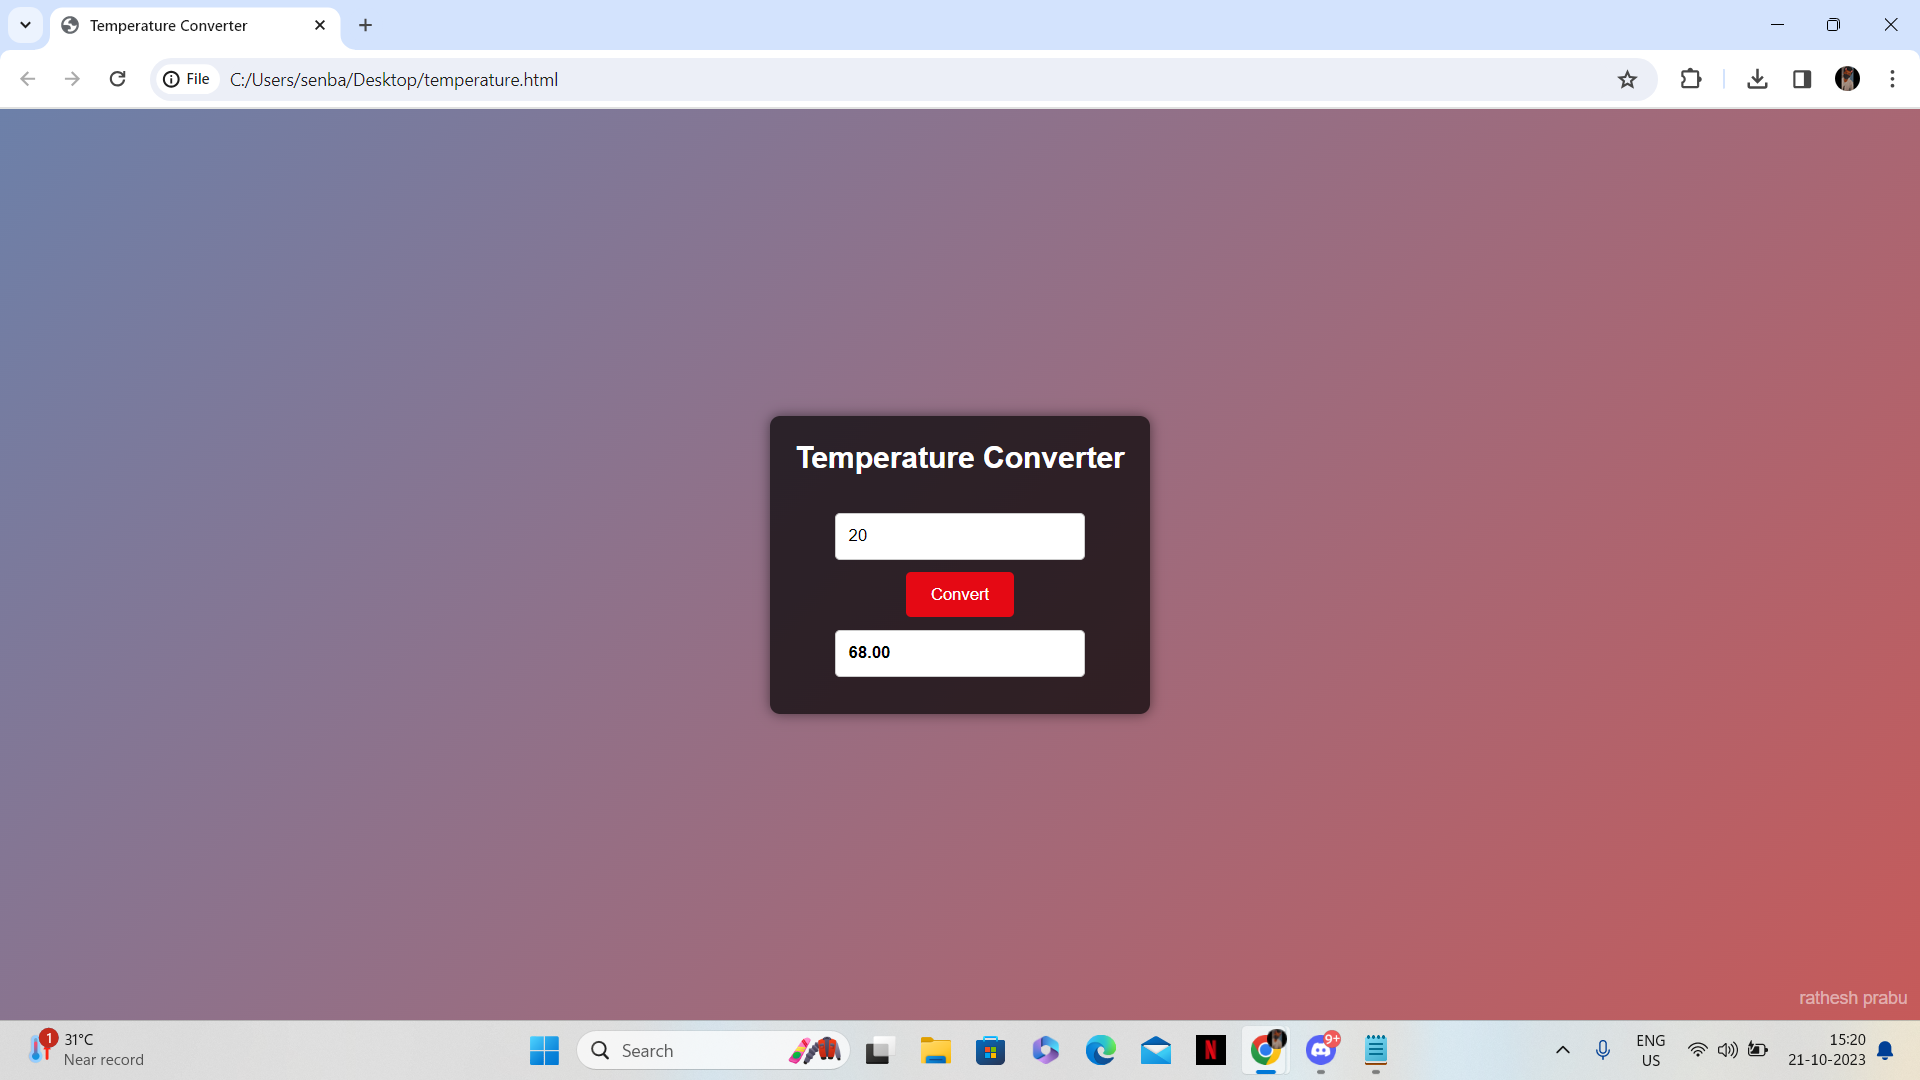 Temperature Converter
File
C:/Users/senba/Desktop/temperature.html
Temperature Converter
20
Convert
68.00
rathesh prabu
1
31°C
Near record
Search
N
9+
ENG
US
15:20
21-10-2023